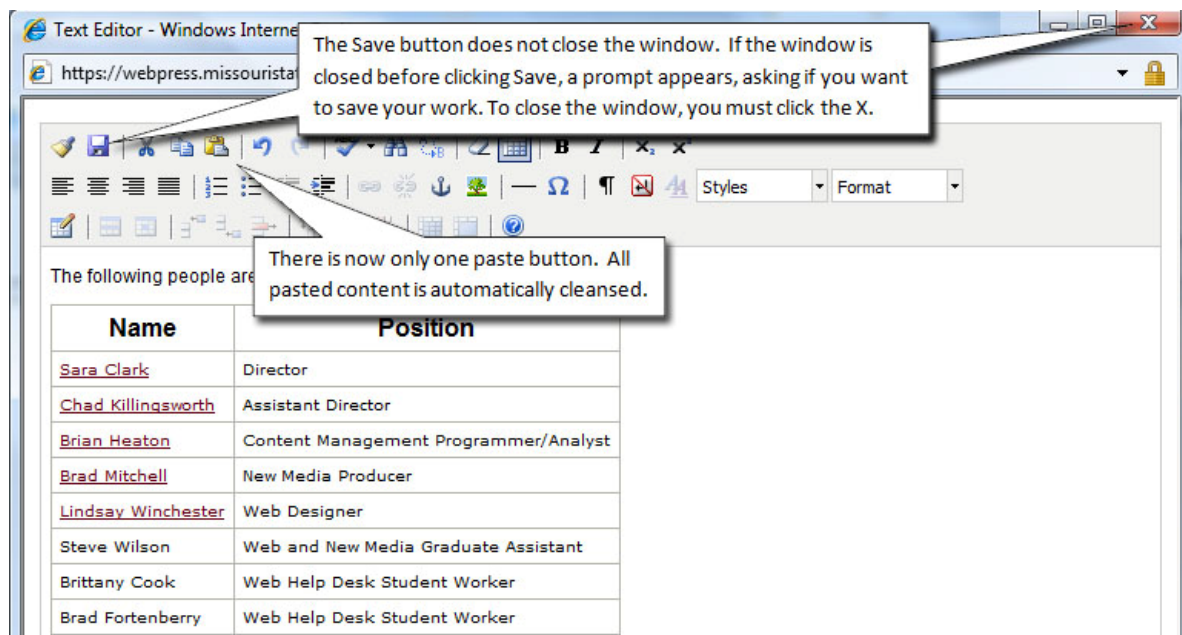 Text Editor - Windows Interne
The Save button does not close the window. If the window is
closed before clicking Save, a prompt appears, asking if you want
to save your work. To close the window, you must click the X.
https://webpress.missourista
B I X₂ X
Styles Format
There is now only one paste button. All
pasted content is automatically cleansed.
The following people are
Name Position
Sara Clark Director
Chad Killingsworth Assistant Director
Brian Heaton Content Management Programmer/Analyst
Brad Mitchell New Media Producer
Lindsay Winchester Web Designer
Steve Wilson Web and New Media Graduate Assistant
Brittany Cook Web Help Desk Student Worker
Brad Fortenberry Web Help Desk Student Worker